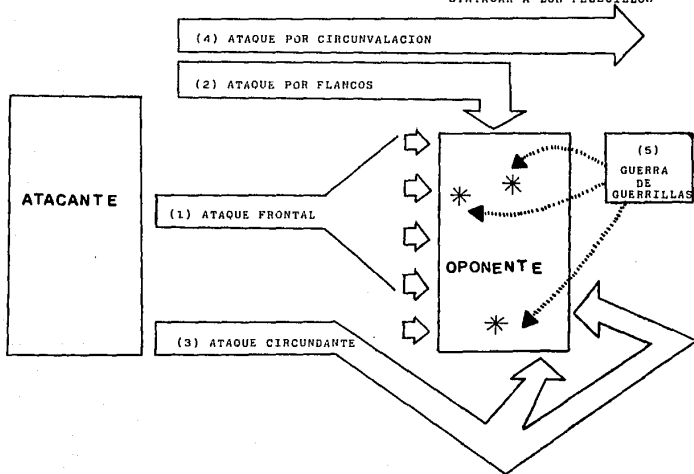 (4) ATAQUE POR CIRCUNVALACION
(2) ATAQUE POR FLANCOS
ATACANTE
(1) ATAQUE FRONTAL
(5)
GUERRA
DE
GUERRILLAS
OPONENTE
(3) ATAQUE CIRCUNDANTE